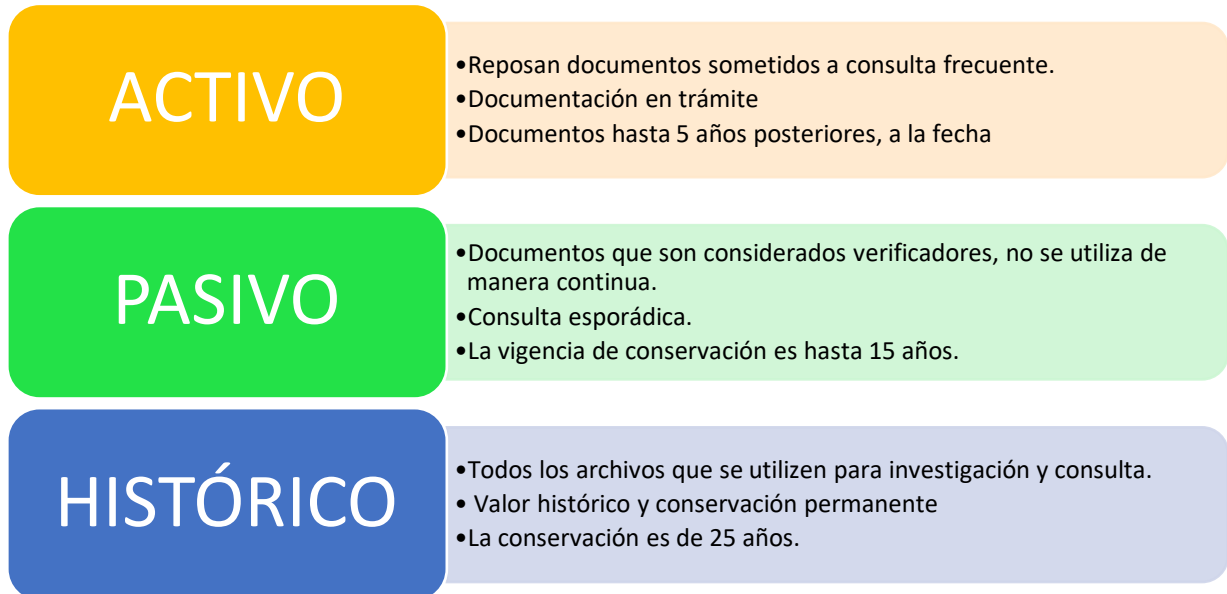 ACTIVO
•Reposan documentos sometidos a consulta frecuente.
•Documentación en trámite
•Documentos hasta 5 años posteriores, a la fecha
PASIVO
•Documentos que son considerados verificadores, no se utiliza de
manera continua.
•Consulta esporádica.
•La vigencia de conservación es hasta 15 años.
HISTÓRICO
•Todos los archivos que se utilizen para investigación y consulta.
• Valor histórico y conservación permanente
•La conservación es de 25 años.